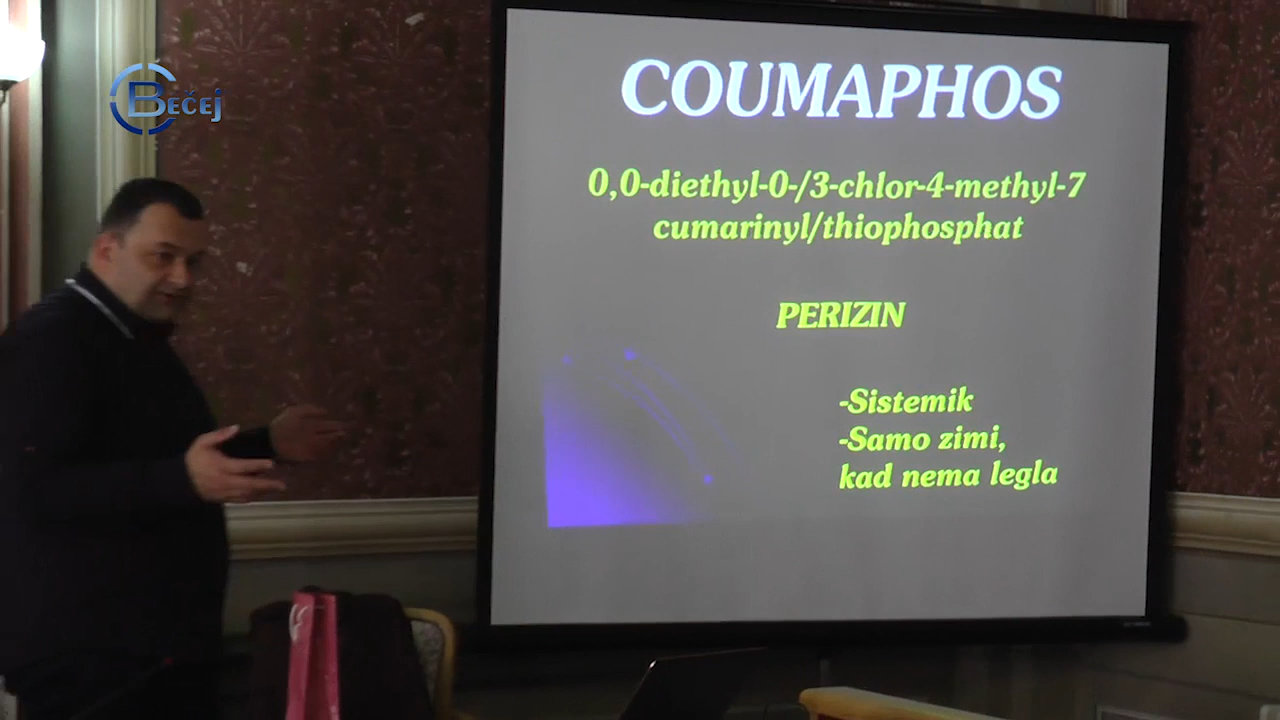 BEČEJ
COUMAPHOS
0,0-diethyl-0-/3-chlor-4-methyl-7
cumarinyl/thiophosphat
PERIZIN
-Sistemik
-Samo zimi,
kad nema legla